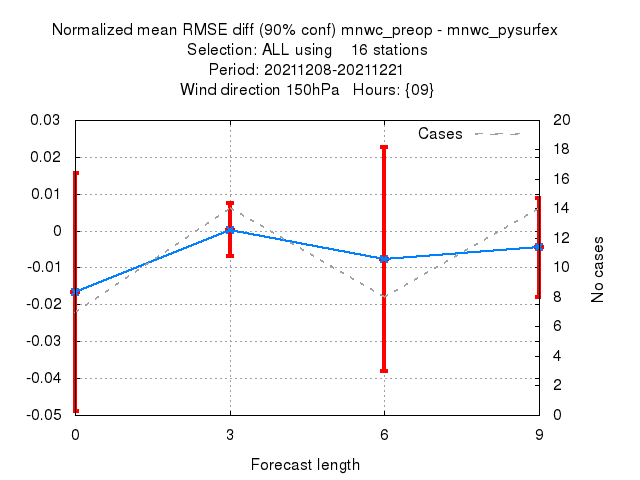 Normalized mean RMSE diff (90% conf) mnwc_preop - mnwc_pysurfex
Selection: ALL using 16 stations
Period: 20211208-20211221
Wind direction 150hPa Hours: {09}
0.03 20
Cases
18
0.02
16
0.01
14
0
12
-0.01 10
-0.02 8
6
-0.03
4
-0.04
2
-0.05 0
No cases
0 3 6 9
Forecast length